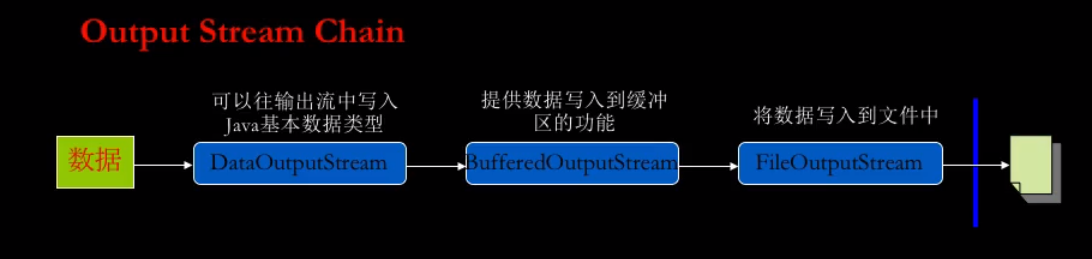 Output Stream Chain
可以往输出流中写入
Java基本数据类型
提供数据写入到缓冲
区的功能
将数据写入到文件中
数据
DataOutputStream
BufferedOutputStream
FileOutputStream